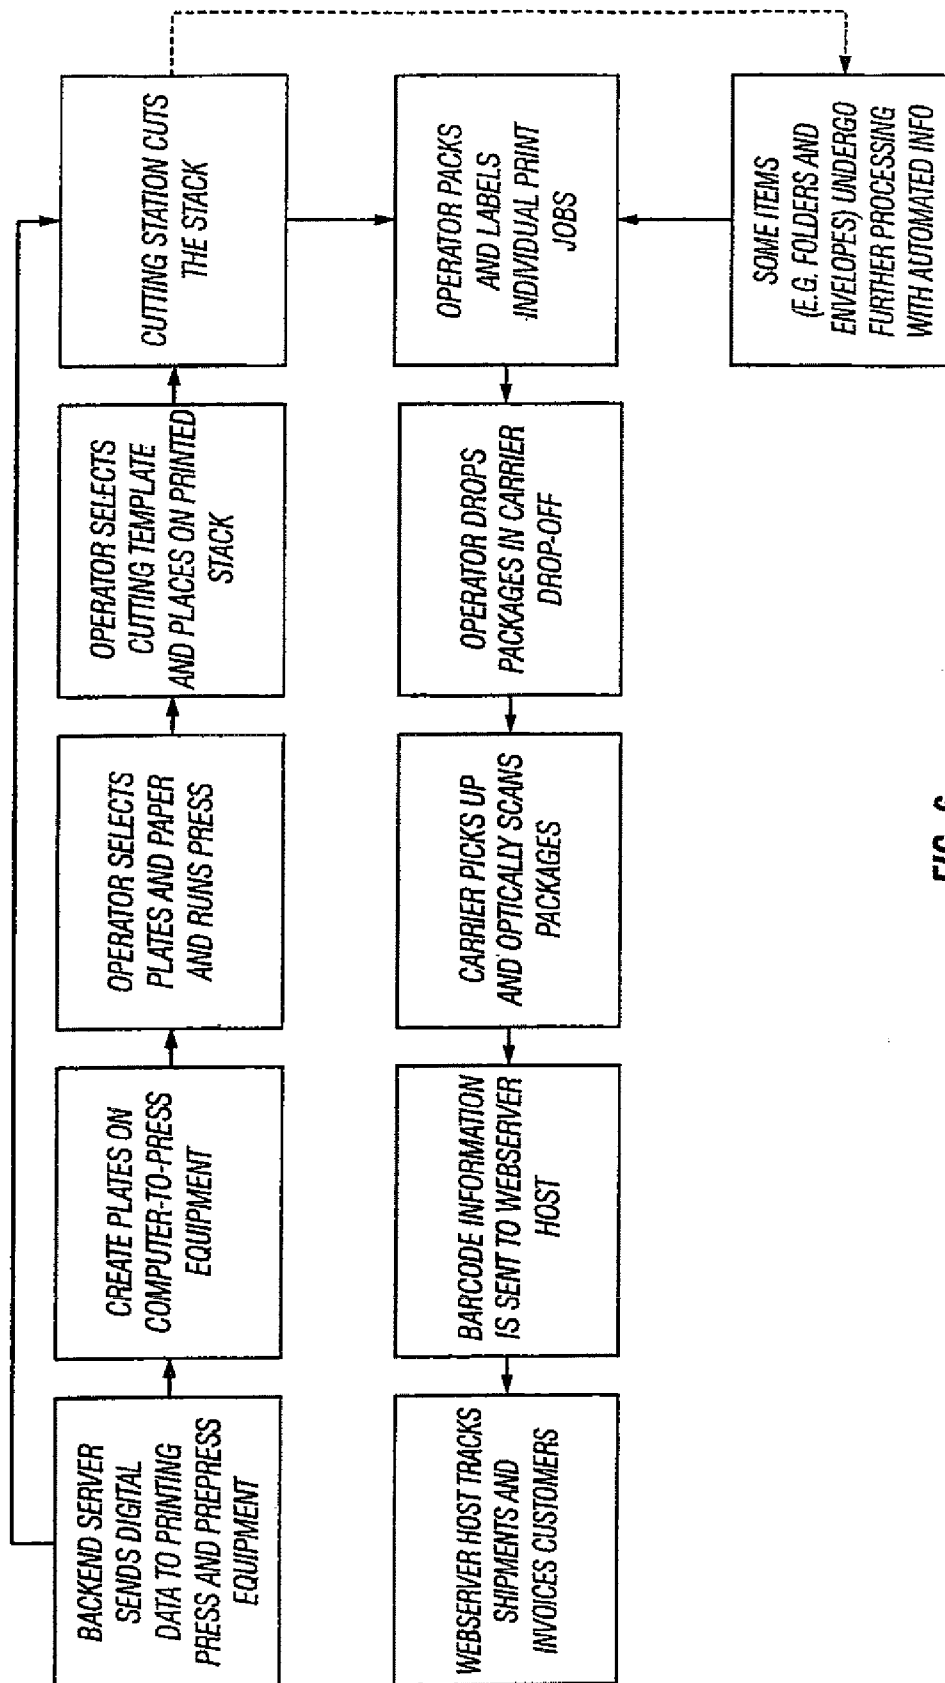 BACKEND SERVER
SENDS DIGITAL
DATA TO PRINTING
PRESS AND PREPRESS
EQUIPMENT
CREATE PLATES ON
COMPUTER-TO-PRESS
EQUIPMENT
OPERATOR SELECTS
PLATES AND PAPER
AND RUNS PRESS
OPERATOR SELECTS
CUTTING TEMPLATE
AND PLACES ON PRINTED
STACK
CUTTING STATION CUTS
THE STACK
WEBSERVER HOST TRACKS
SHIPMENTS AND
INVOICES CUSTOMERS
BARCODE INFORMATION
IS SENT TO WEBSERVER
HOST
CARRIER PICKS UP
AND OPTICALLY SCANS
PACKAGES
OPERATOR DROPS
PACKAGES IN CARRIER
DROP-OFF
OPERATOR PACKS
AND LABELS
INDIVIDUAL PRINT
JOBS
SOME ITEMS
(E.G. FOLDERS AND
ENVELOPES) UNDERGO
FURTHER PROCESSING
WITH AUTOMATED INFO
FIG. 6